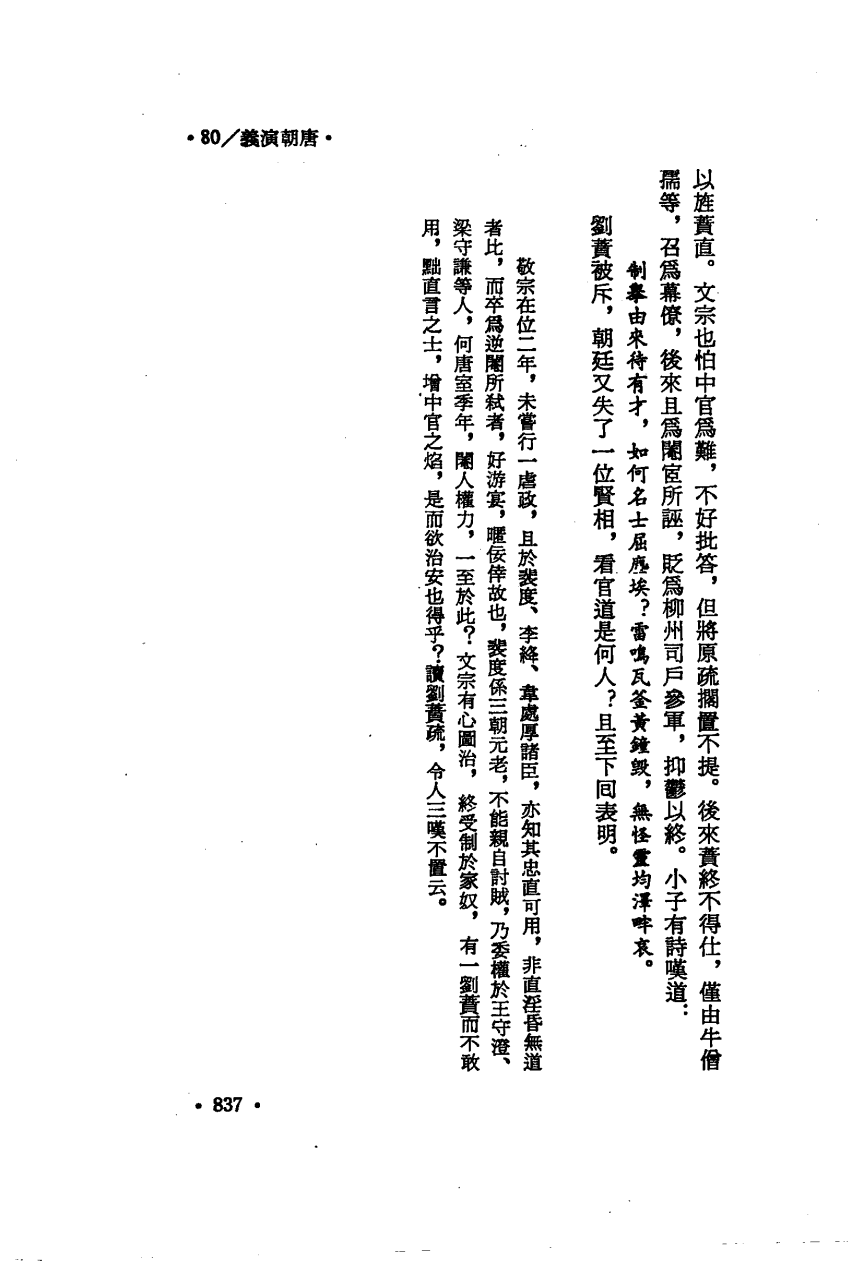 •80／義演朝唐•
以旌蕡直。文宗也怕中官爲難，不好批答，但將原疏擱置不提。後來蕡終不得仕，僅由牛僧
孺等，召爲幕僚，後來且爲閹宦所誣，貶爲柳州司戶參軍，抑鬱以終。小子有詩嘆道：
制舉由來待有才，如何名士屈塵埃？雷鳴瓦釜黃鐘毀，無怪靈均澤畔哀。
劉蕡被斥，朝廷又失了一位賢相，看官道是何人？且至下回表明。
敬宗在位二年，未嘗行一虐政，且於裴度、李絳、韋處厚諸臣，亦知其忠直可用，非直淫昏無道
者比，而卒爲逆閹所弒者，好游宴，暱佞倖故也，裴度係三朝元老，不能親自討賊，乃委權於王守澄、
梁守謙等人，何唐室季年，閹人權力，一至於此？文宗有心圖治，終受制於家奴，有一劉蕡而不敢
用，黜直言之士，增中官之焰，是而欲治安也得乎？讀劉蕡疏，令人三嘆不置云。
•837•